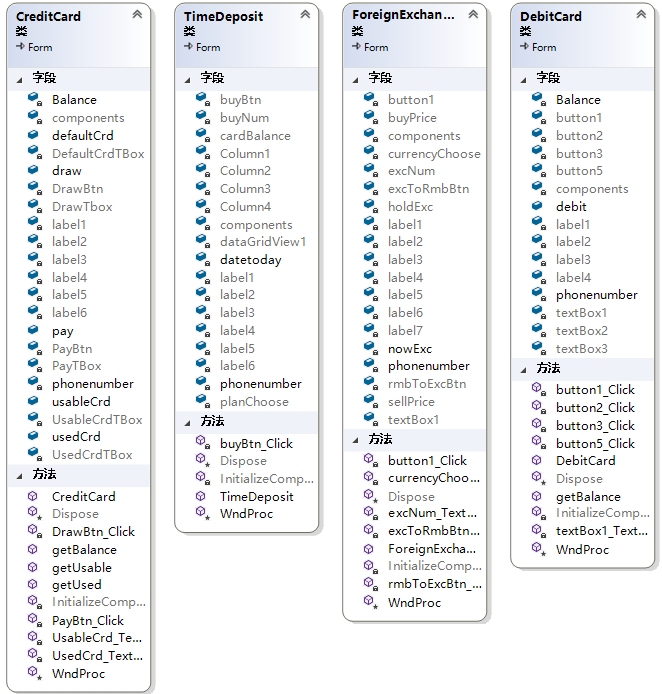 CreditCard
类
Form
字段
Balance
components
defaultCrd
DefaultCrdTBox
draw
DrawBtn
DrawTbox
label1
label2
label3
label4
label5
label6
pay
PayBtn
PayTBox
phonenumber
usableCrd
UsableCrdTBox
usedCrd
UsedCrdTBox
方法
CreditCard
Dispose
DrawBtn_Click
getBalance
getUsable
getUsed
InitializeComp...
PayBtn_Click
UsableCrd_Te...
UsedCrd_Text...
WndProc
TimeDeposit
类
Form
字段
buyBtn
buyNum
cardBalance
Column1
Column2
Column3
Column4
components
dataGridView1
datetoday
label1
label2
label3
label4
label5
label6
phonenumber
planChoose
方法
buyBtn_Click
Dispose
InitializeComp...
TimeDeposit
WndProc
ForeignExchan...
类
Form
字段
button1
buyPrice
components
currencyChoose
excNum
excToRmbBtn
holdExc
label1
label2
label3
label4
label5
label6
label7
nowExc
phonenumber
rmbToExcBtn
sellPrice
textBox1
方法
button1_Click
currencyChoo...
Dispose
excNum_Text...
excToRmbBtn...
ForeignExcha...
InitializeComp...
rmbToExcBtn_...
WndProc
DebitCard
类
Form
字段
Balance
button1
button2
button3
button5
components
debit
label1
label2
label3
label4
phonenumber
textBox1
textBox2
textBox3
方法
button1_Click
button2_Click
button3_Click
button5_Click
DebitCard
Dispose
getBalance
InitializeComp...
textBox1_Text...
WndProc